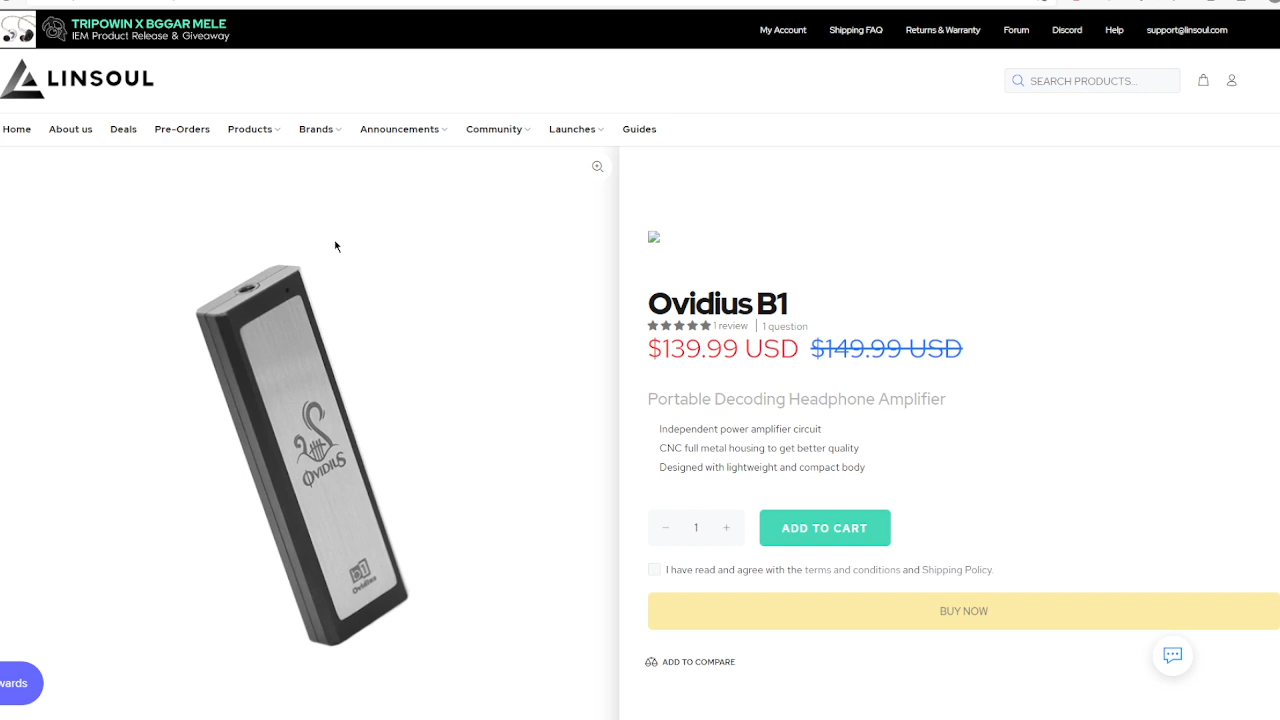 TRIPOWIN X BGGAR MELE
IEM Product Release & Giveaway
My Account Shipping FAQ Returns & Warranty Forum Discord Help support@linsoul.com
LINSOUL
SEARCH PRODUCTS...
Home About us Deals Pre-Orders Products Brands Announcements Community Launches Guides
Ovidius B1
1 review 1 question
$139.99 USD $149.99 USD
Portable Decoding Headphone Amplifier
Independent power amplifier circuit
CNC full metal housing to get better quality
Designed with lightweight and compact body
− 1 +
ADD TO CART
I have read and agree with the terms and conditions and Shipping Policy.
BUY NOW
ADD TO COMPARE
OVIDIUS
b1
Ovidius
wards